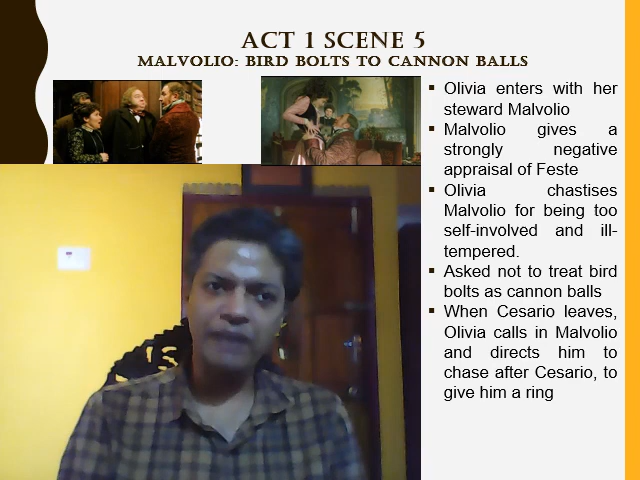 ACT 1 SCENE 5
MALVOLIO: BIRD BOLTS TO CANNON BALLS
▪ Olivia enters with her
steward Malvolio
▪ Malvolio gives a
strongly negative
appraisal of Feste
▪ Olivia chastises
Malvolio for being too
self-involved and ill-
tempered.
▪ Asked not to treat bird
bolts as cannon balls
▪ When Cesario leaves,
Olivia calls in Malvolio
and directs him to
chase after Cesario, to
give him a ring